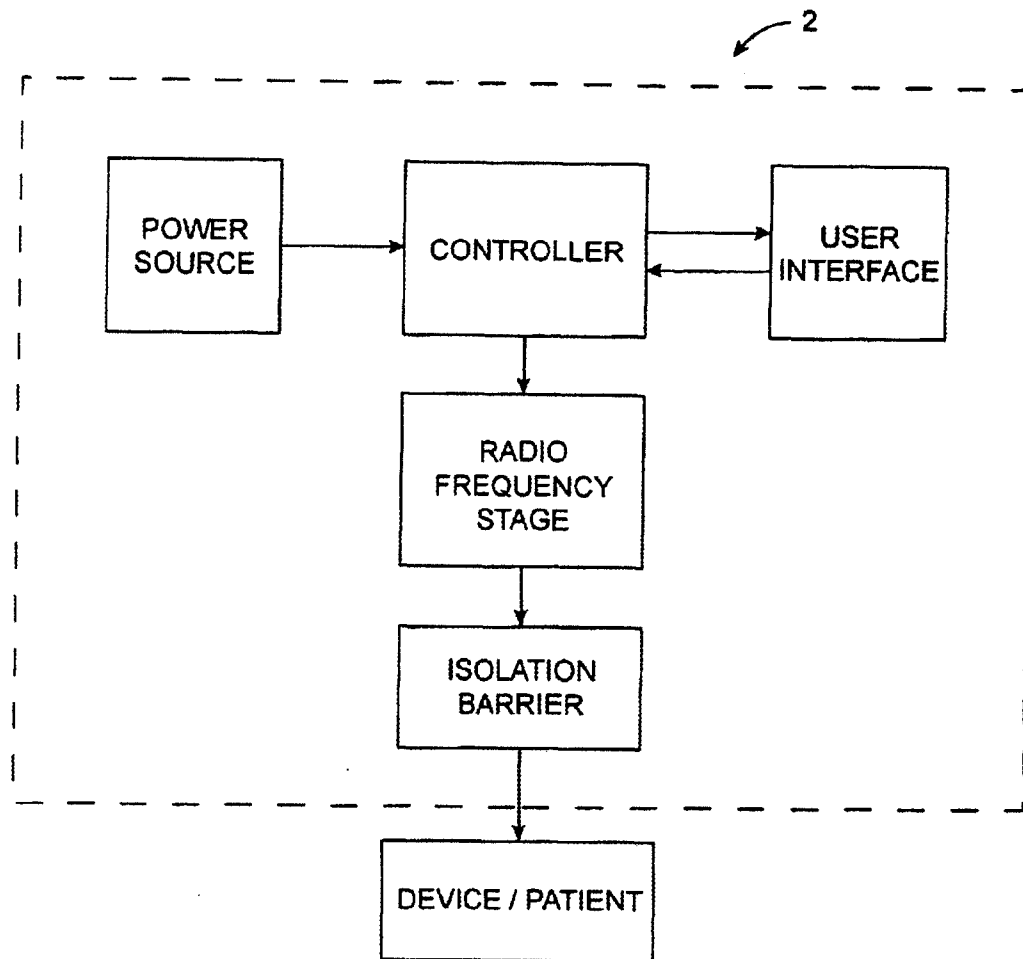 2
POWER
SOURCE
CONTROLLER
USER
INTERFACE
RADIO
FREQUENCY
STAGE
ISOLATION
BARRIER
DEVICE / PATIENT